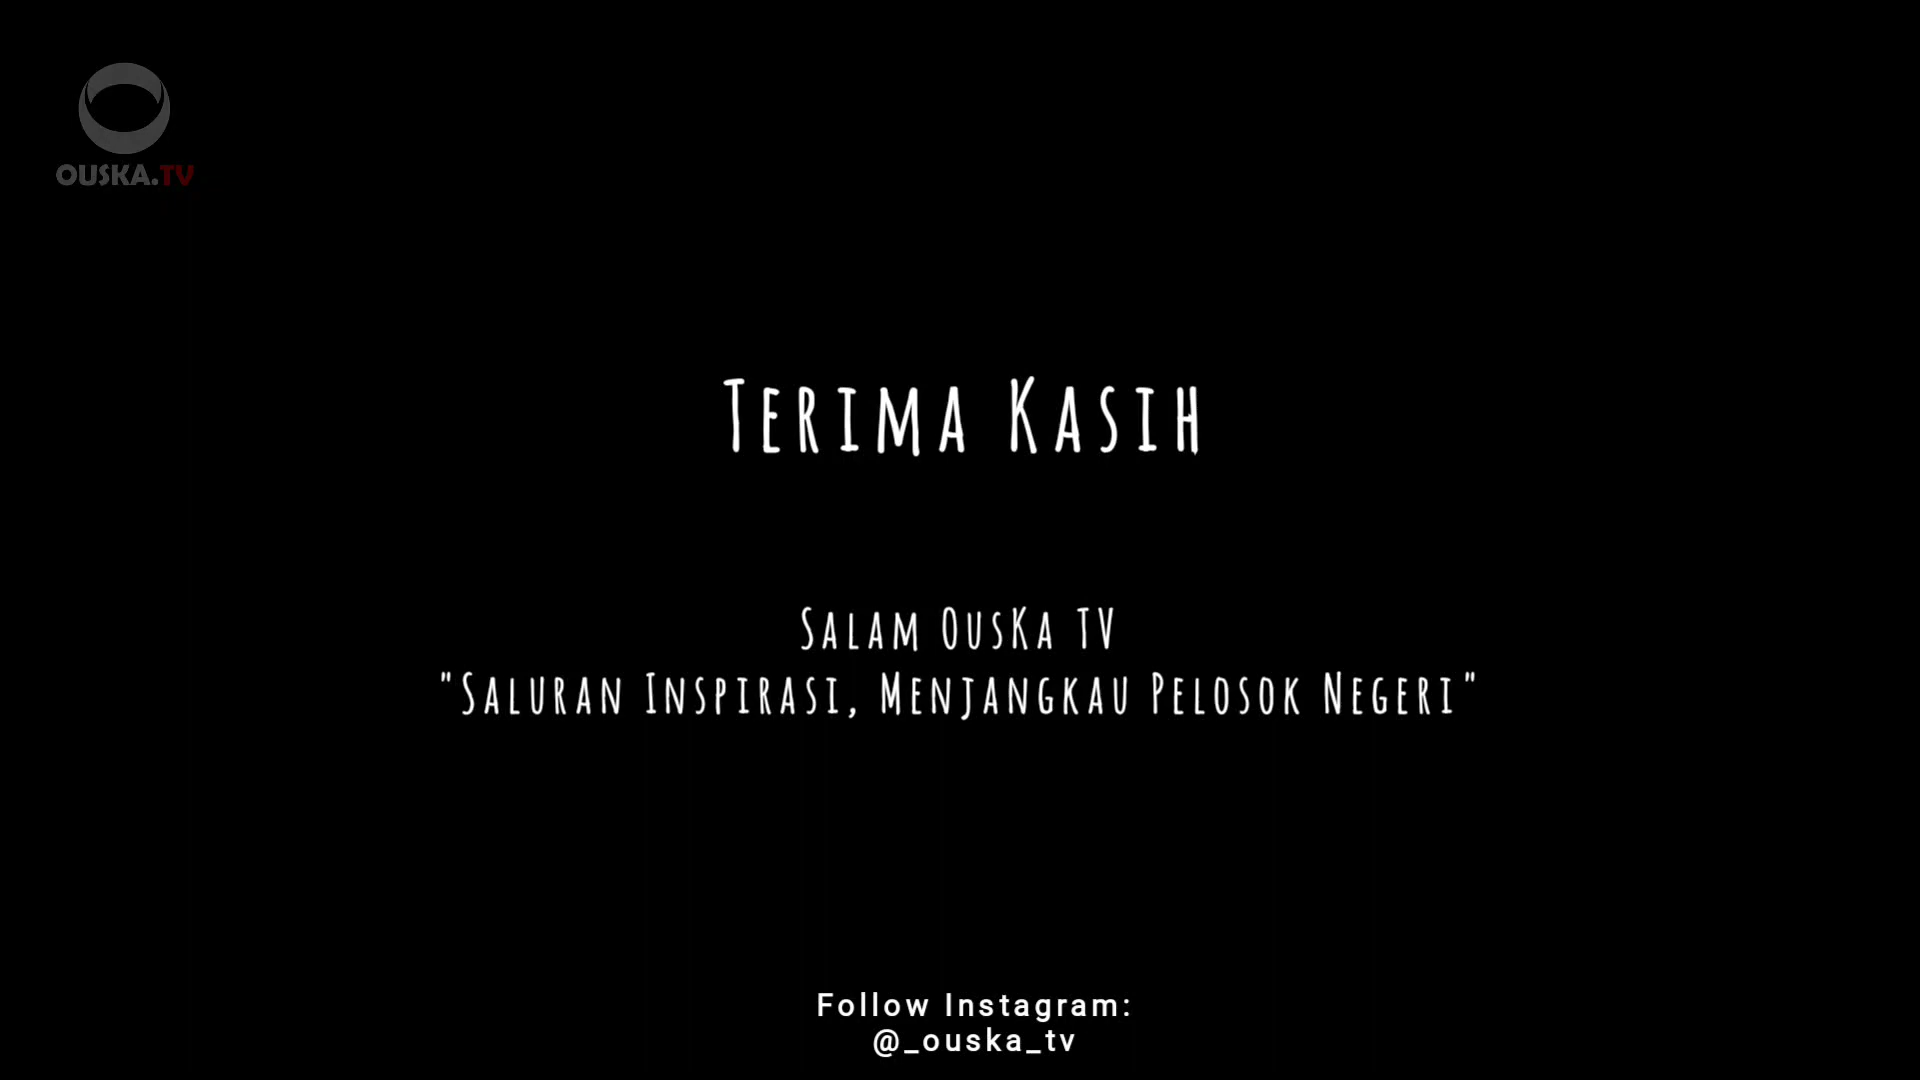 OUSKA.TV
Terima Kasih
Salam OusKa TV
"Saluran Inspirasi, Menjangkau Pelosok Negeri"
Follow Instagram:
@_ouska_tv